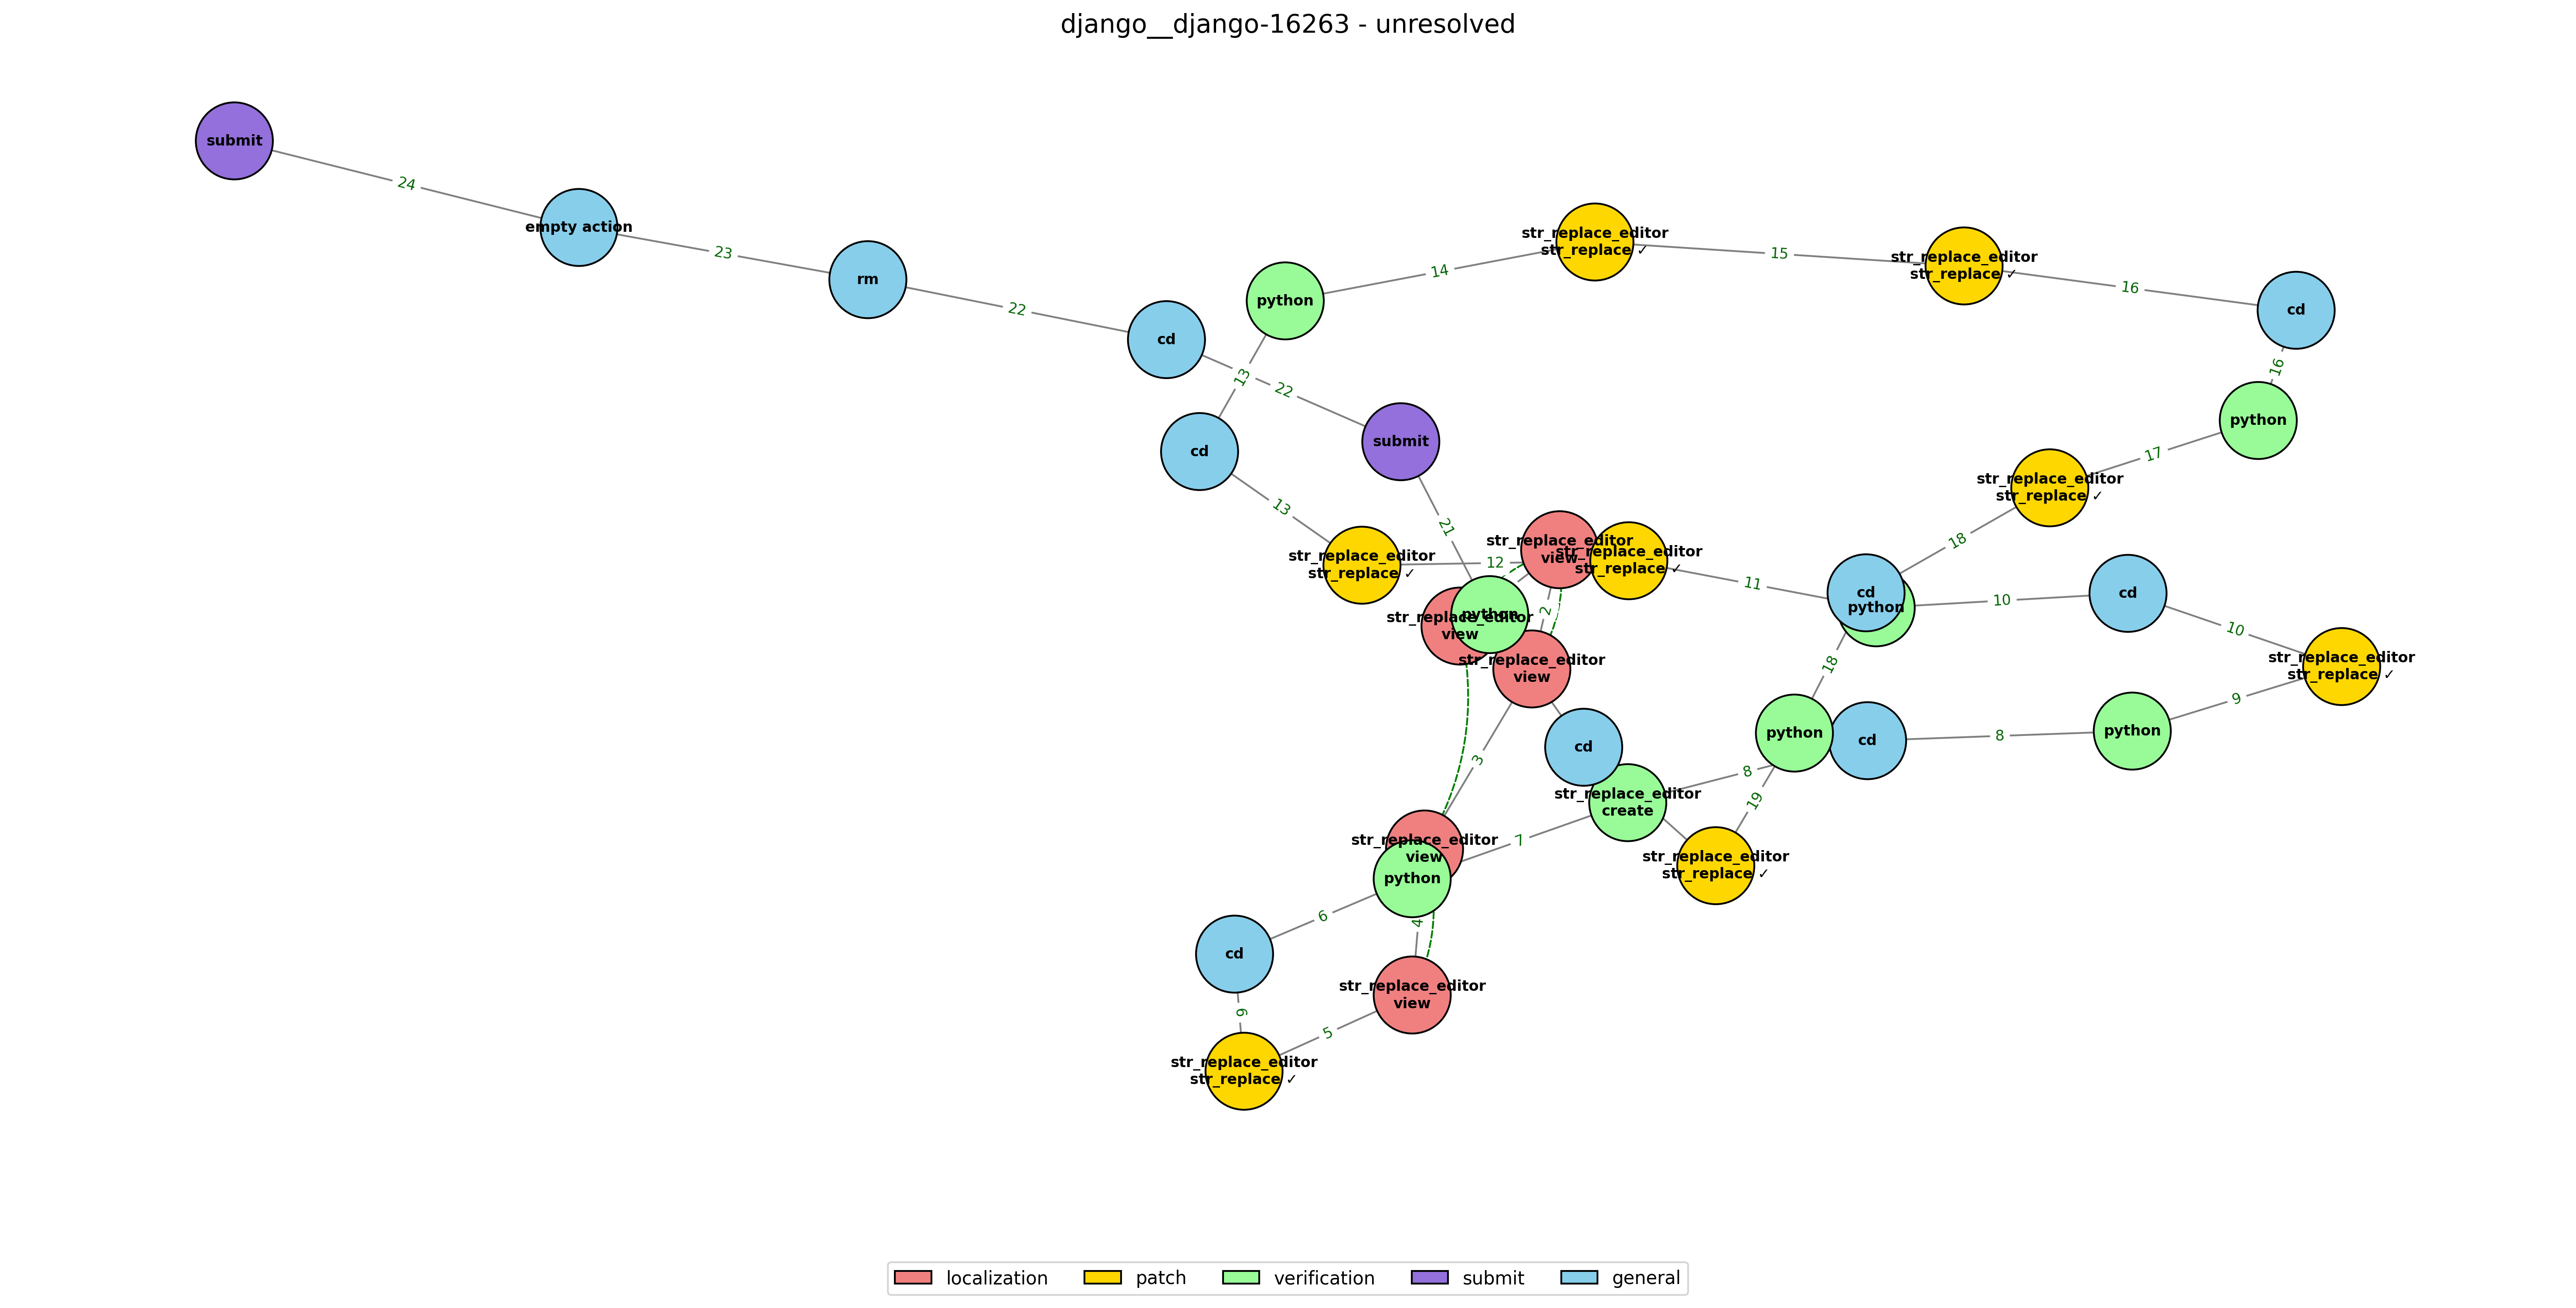 django__django-16263 - unresolved
submit
24
empty action
23
rm
22
cd
22
submit
21
python
14
str_replace_editor
str_replace ✓
15
str_replace_editor
str_replace ✓
16
cd
16
python
17
str_replace_editor
str_replace ✓
18
cd
13
cd
13
str_replace_editor
str_replace ✓
12
str_replace_editor
view
str_replace_editor
str_replace ✓
11
python
10
cd
10
str_replace_editor
str_replace ✓
9
python
8
cd
python
18
19
str_replace_editor
view
python
2
str_replace_editor
view
3
cd
str_replace_editor
create
8
7
str_replace_editor
str_replace ✓
str_replace_editor
view
python
4
6
cd
6
str_replace_editor
view
5
str_replace_editor
str_replace ✓
localization
patch
verification
submit
general